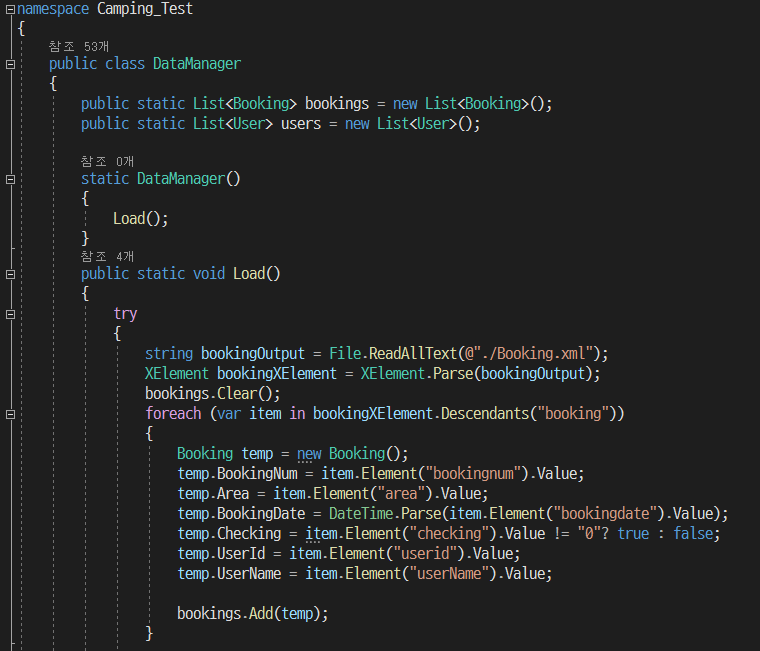 namespace Camping_Test
{
참조 53개
public class DataManager
{
public static List<Booking> bookings = new List<Booking>();
public static List<User> users = new List<User>();
참조 0개
static DataManager()
{
Load();
}
참조 4개
public static void Load()
{
try
{
string bookingOutput = File.ReadAllText(@"./Booking.xml");
XElement bookingXElement = XElement.Parse(bookingOutput);
bookings.Clear();
foreach (var item in bookingXElement.Descendants("booking"))
{
Booking temp = new Booking();
temp.BookingNum = item.Element("bookingnum").Value;
temp.Area = item.Element("area").Value;
temp.BookingDate = DateTime.Parse(item.Element("bookingdate").Value);
temp.Checking = item.Element("checking").Value != "0"? true : false;
temp.UserId = item.Element("userid").Value;
temp.UserName = item.Element("userName").Value;
bookings.Add(temp);
}